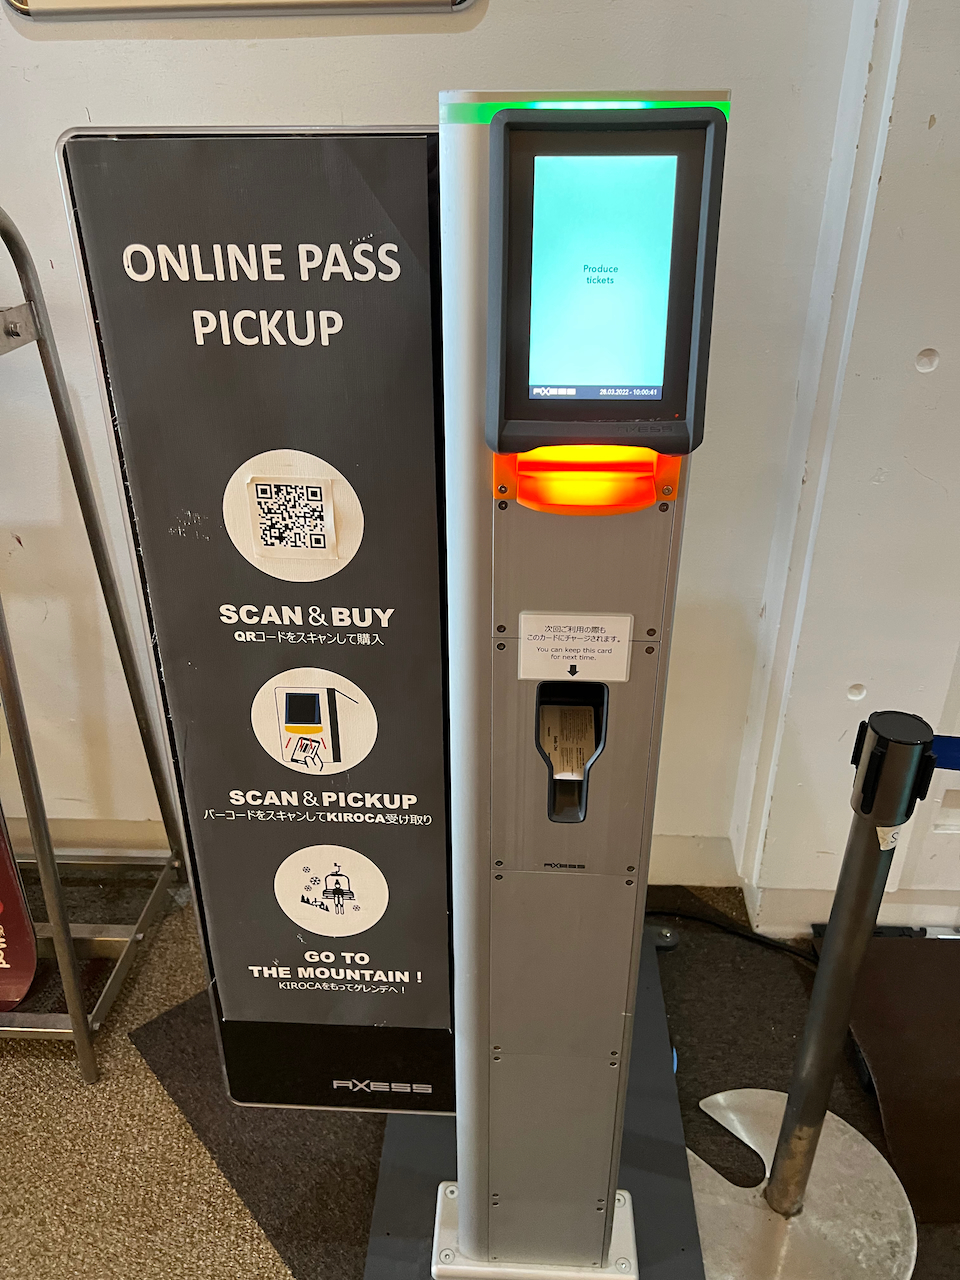 ONLINE PASS
PICKUP
SCAN & BUY
QRコードをスキャンして購入
SCAN & PICKUP
バーコードをスキャンしてKIROCA受け取り
GO TO
THE MOUNTAIN !
KIROCAをもってゲレンデへ！
AXESS
Produce
tickets
AXESS 28.03.2022 - 10:00:41
AXESS
次回ご利用の際も
このカードにチャージされます。
You can keep this card
for next time.
AXESS